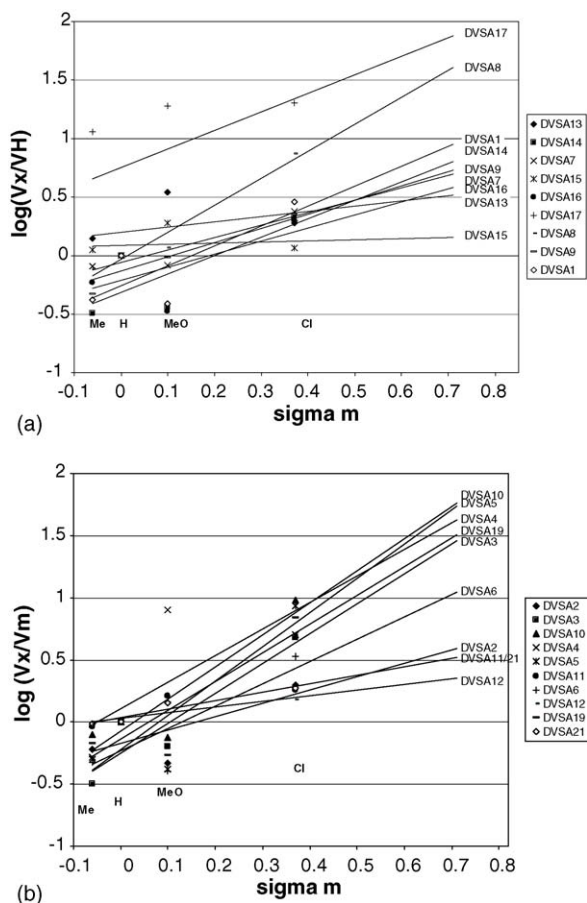 2
DVSA17
1.5
DVSA8
1
DVSA1
DVSA14
DVSA9
0.5
DVSA7
DVSA16
DVSA13
DVSA15
0
-0.5
Me H MeO Cl
-1
-0.1 0 0.1 0.2 0.3 0.4 0.5 0.6 0.7 0.8
log(Vx/VH)
sigma m
DVSA13
DVSA14
DVSA7
DVSA15
DVSA16
DVSA17
DVSA8
DVSA9
DVSA1
(a)
2
DVSA10
DVSA5
DVSA4
1.5
DVSA19
DVSA3
DVSA6
1
DVSA2
0.5
DVSA11/21
DVSA12
0
Cl
-0.5
Me H MeO
-1
-0.1 0 0.1 0.2 0.3 0.4 0.5 0.6 0.7 0.8
log (Vx/Vm)
sigma m
DVSA2
DVSA3
DVSA10
DVSA4
DVSA5
DVSA11
DVSA6
DVSA12
DVSA19
DVSA21
(b)